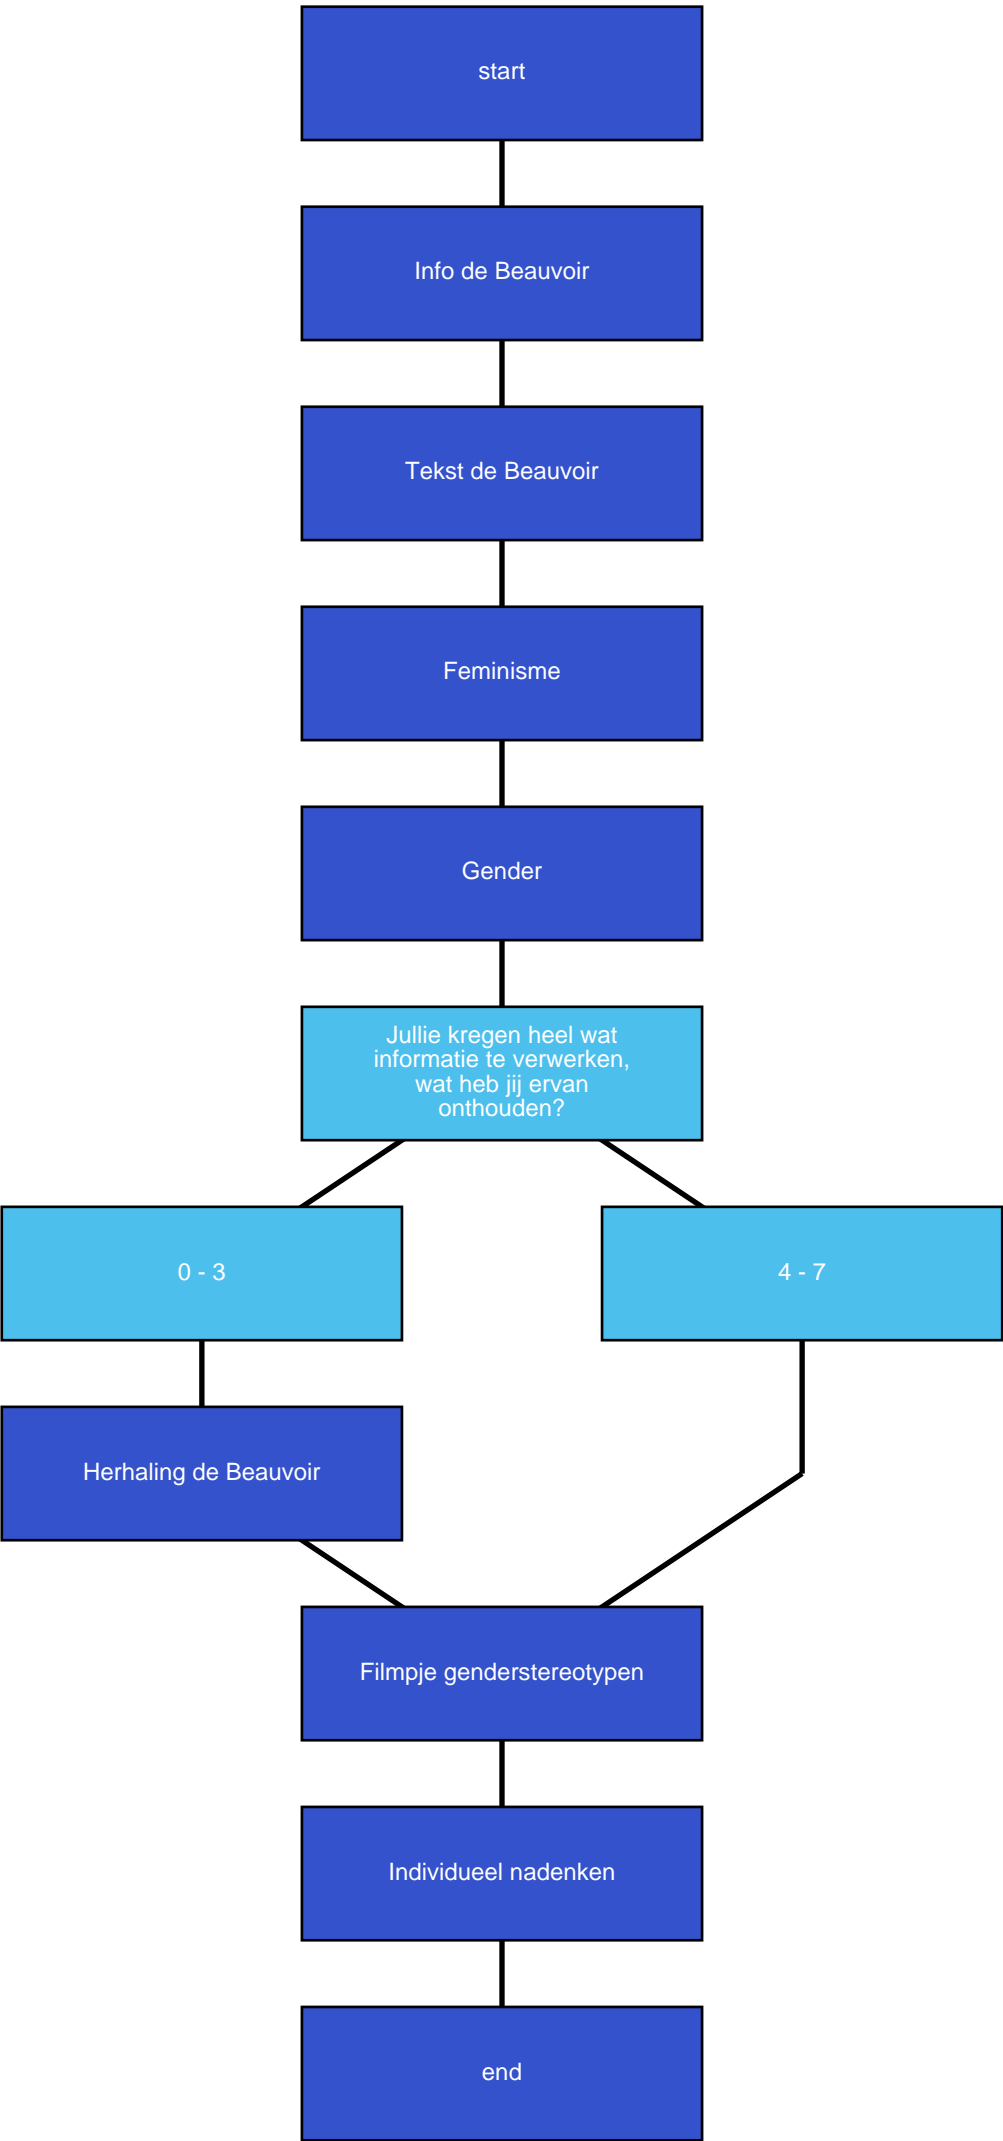 start
Info de Beauvoir
Tekst de Beauvoir
Feminisme
Gender
Jullie kregen heel wat
informatie te verwerken,
wat heb jij ervan
onthouden?
0 - 3
4 - 7
Herhaling de Beauvoir
Filmpje genderstereotypen
Individueel nadenken
end